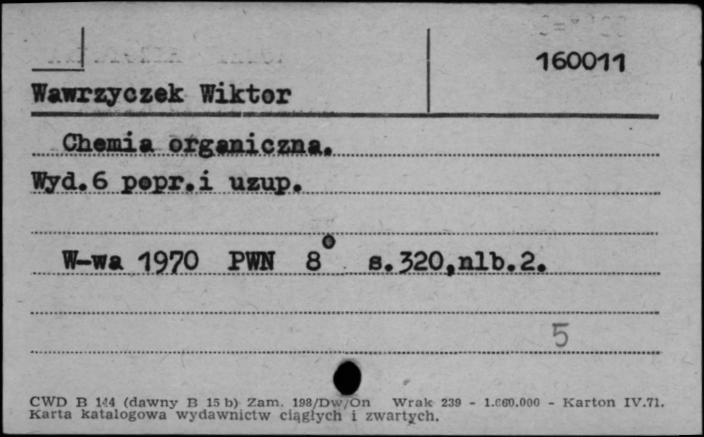 160011
Wawrzyczek Wiktor
Chemia organiczna.
Wyd.6 popr.i uzup.
W-wa 1970 PWN 8° s.320,nlb.2.
5
CWD B 144 (dawny B 15 b) Zam. 198/Dw/On Wrak 239 - 1.660.000 - Karton IV.71.
Karta katalogowa wydawnictw ciągłych i zwartych.